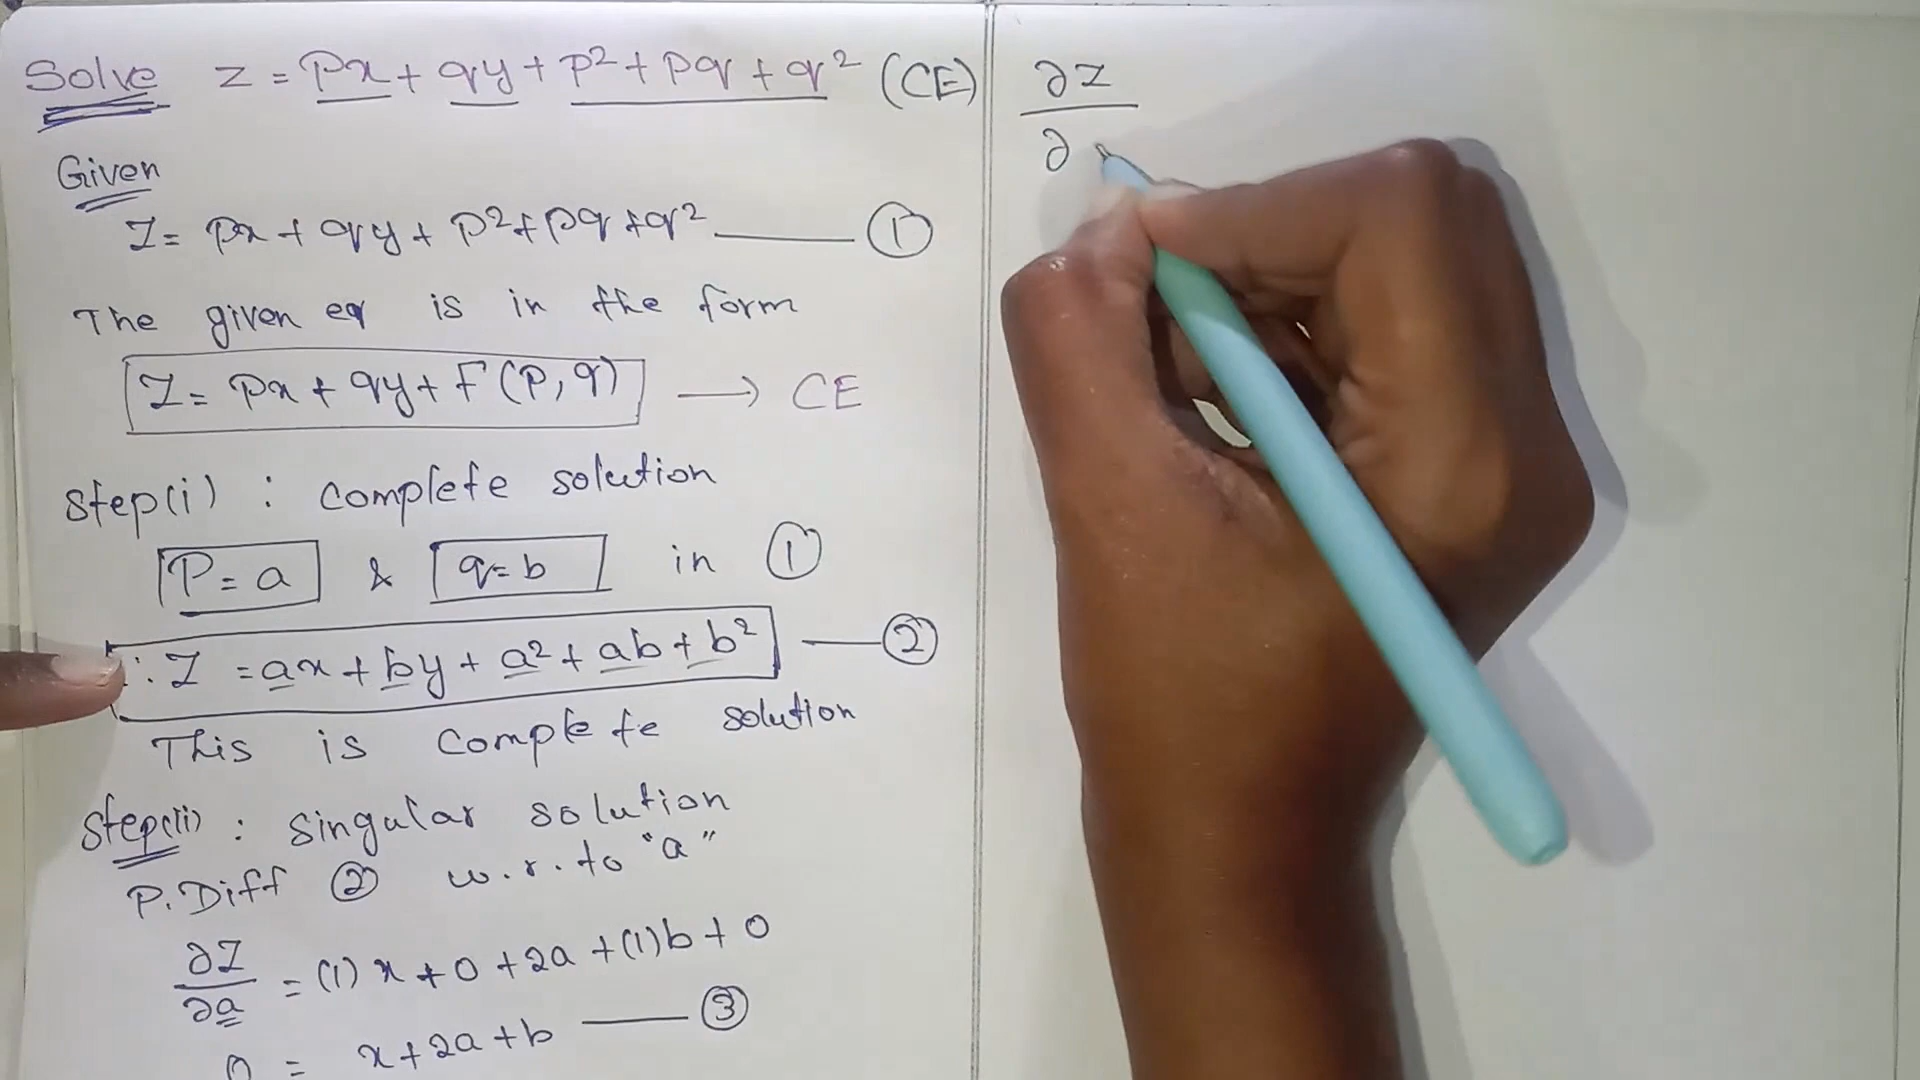 Solve z = px + qy + p² + pq + q² (CE)
Given
Z = px + qy + p² + pq + q² ——— ①
The given eq is in the form
Z = px + qy + F(P, q) → CE
Step(i) : complete solution
P = a & q = b in ①
∴ Z = ax + by + a² + ab + b² —— ②
This is complete solution
Step(ii) : singular solution
P. Diff ② w.r.to "a"
∂Z/∂a = (1) x + 0 + 2a + (1)b + 0
0 = x + 2a + b —— ③
∂Z/∂